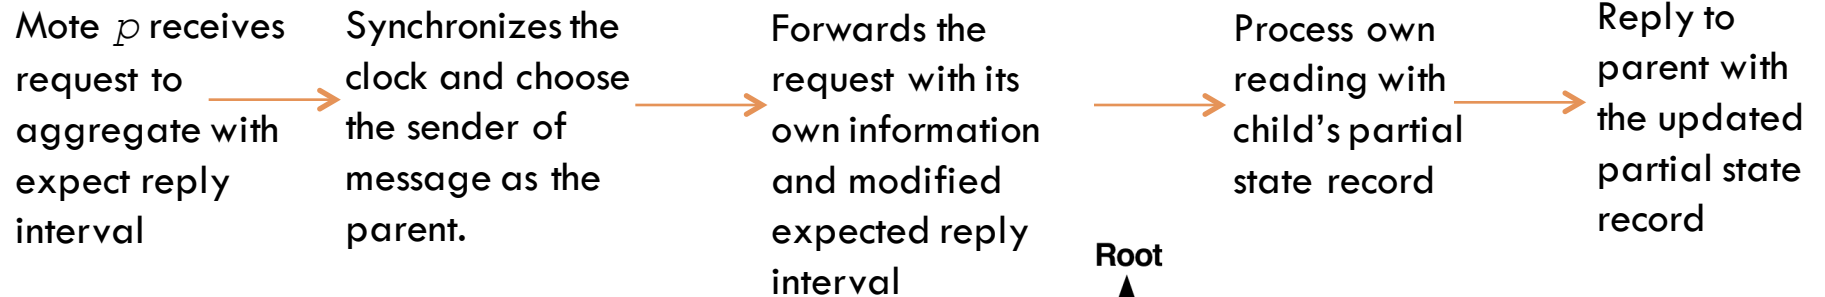 Mote p receives
request to
aggregate with
expect reply
interval
Synchronizes the
clock and choose
the sender of
message as the
parent.
Forwards the
request with its
own information
and modified
expected reply
interval
Process own
reading with
child's partial
state record
Reply to
parent with
the updated
partial state
record
Root